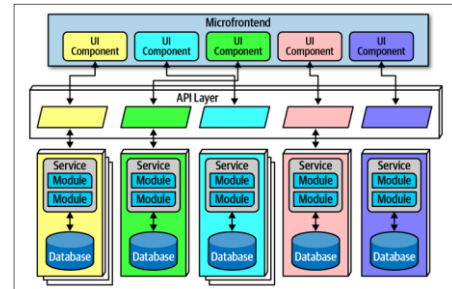 Microfrontend
UI UI UI UI UI
Component Component Component Component Component
API Layer
Service Service Service Service Service
Module Module Module Module Module
Module Module Module Module Module
Database Database Database Database Database